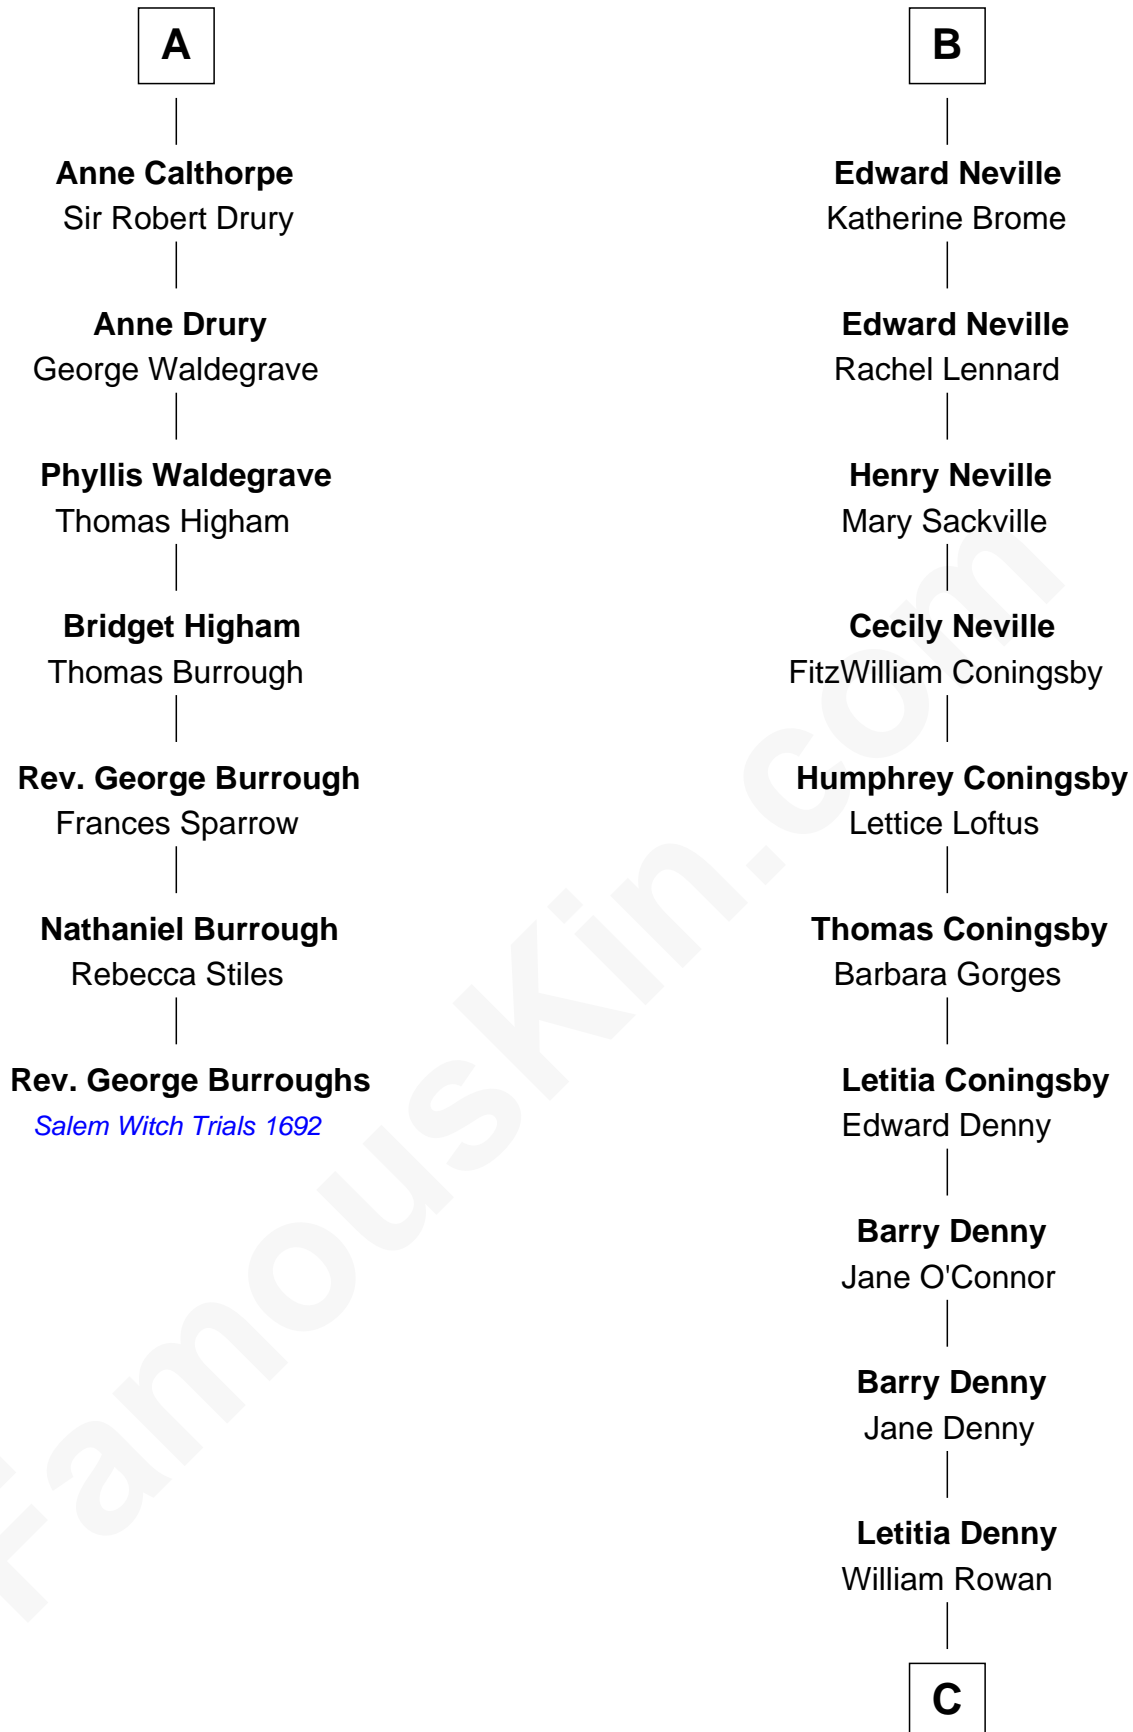 A
Anne Calthorpe
Sir Robert Drury
Anne Drury
George Waldegrave
Phyllis Waldegrave
Thomas Higham
Bridget Higham
Thomas Burrough
Rev. George Burrough
Frances Sparrow
Nathaniel Burrough
Rebecca Stiles
Rev. George Burroughs
Salem Witch Trials 1692
B
Edward Neville
Katherine Brome
Edward Neville
Rachel Lennard
Henry Neville
Mary Sackville
Cecily Neville
FitzWilliam Coningsby
Humphrey Coningsby
Lettice Loftus
Thomas Coningsby
Barbara Gorges
Letitia Coningsby
Edward Denny
Barry Denny
Jane O'Connor
Barry Denny
Jane Denny
Letitia Denny
William Rowan
C
FamousKin.com